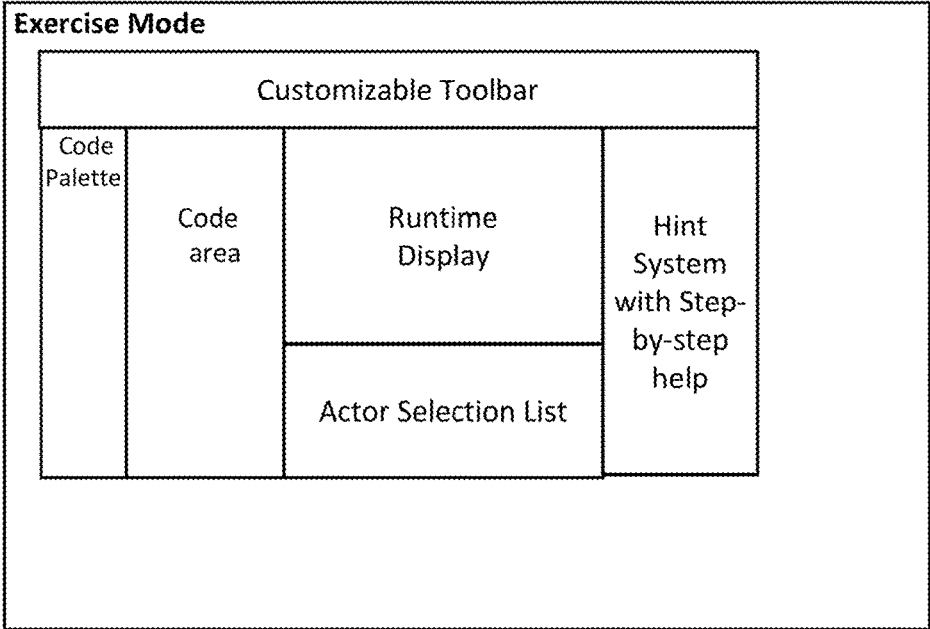 Exercise Mode
Customizable Toolbar
Code
Palette
Code
area
Runtime
Display
Actor Selection List
Hint
System
with Step-
by-step
help